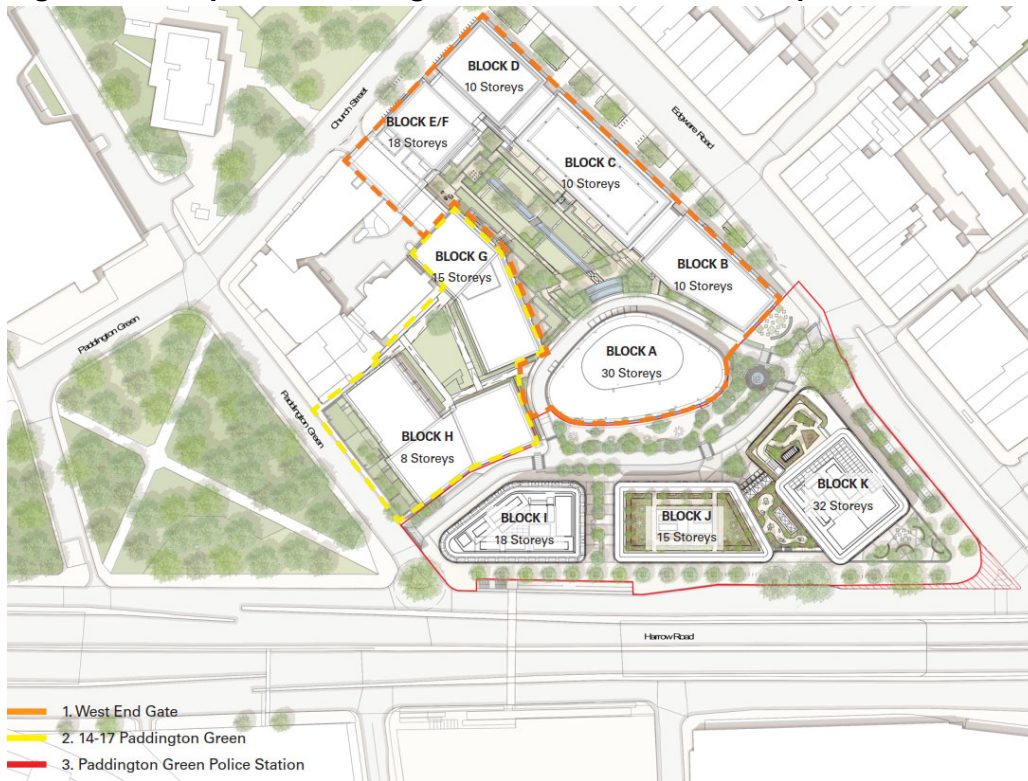 BLOCK D
10 Storeys
Church Street
BLOCK E/F
18 Storeys
Edgware Road
BLOCK C
10 Storeys
BLOCK G
15 Storeys
BLOCK B
10 Storeys
Paddington Green
BLOCK A
30 Storeys
Paddington Green
BLOCK H
8 Storeys
BLOCK K
32 Storeys
BLOCK I
18 Storeys
BLOCK J
15 Storeys
Harrow Road
1. West End Gate
2. 14-17 Paddington Green
3. Paddington Green Police Station